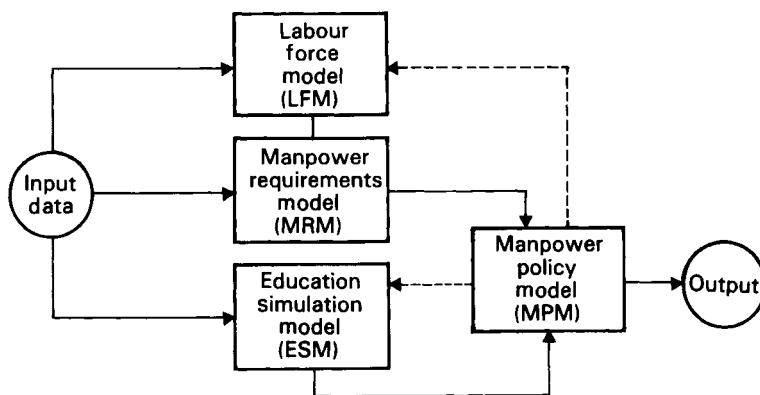 Labour
force
model
(LFM)
Input
data
Manpower
requirements
model
(MRM)
Education
simulation
model
(ESM)
Manpower
policy
model
(MPM)
Output